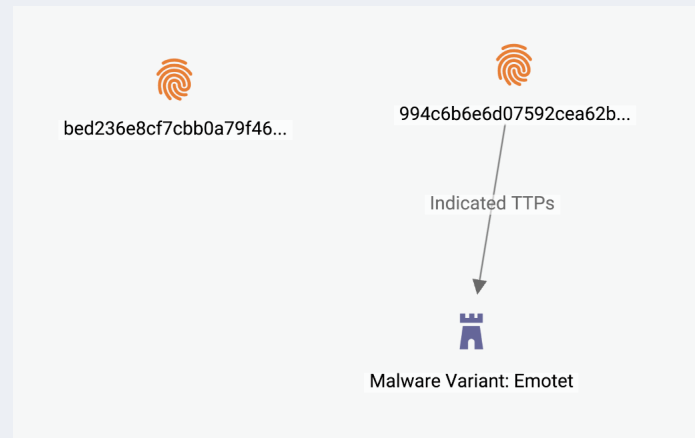 bed236e8cf7cbb0a79f46...
994c6b6e6d07592cea62b...
Indicated TTPs
Malware Variant: Emotet